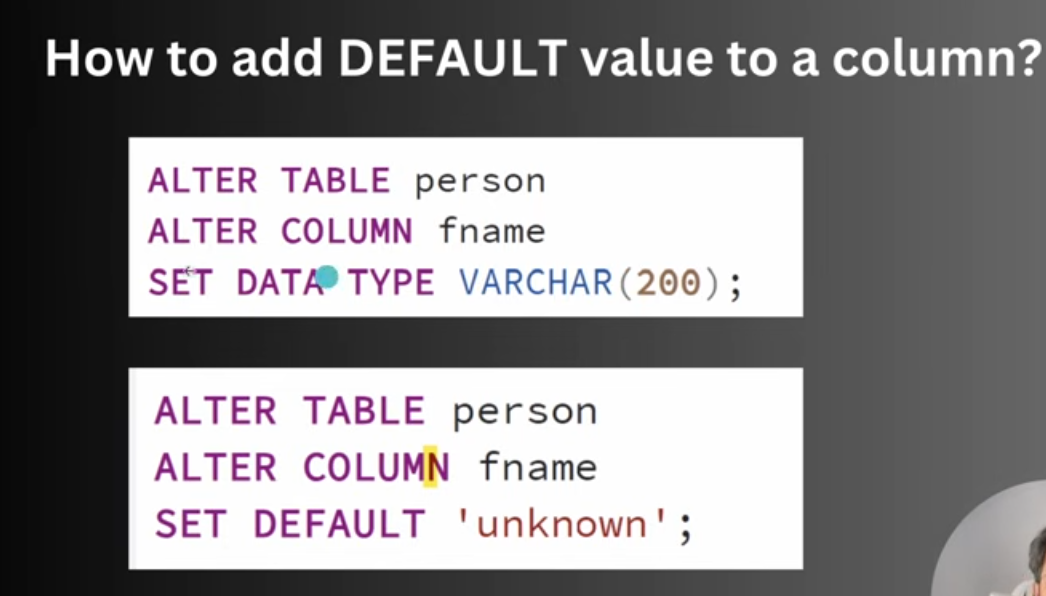 How to add DEFAULT value to a column?
ALTER TABLE person
ALTER COLUMN fname
SET DATA TYPE VARCHAR(200);
ALTER TABLE person
ALTER COLUMN fname
SET DEFAULT 'unknown';